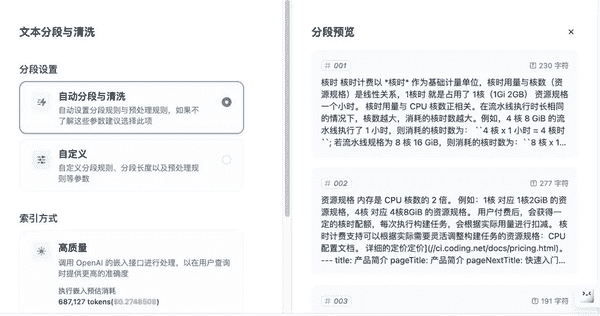 文本分段与清洗
分段设置
自动分段与清洗
自动设置分段规则与预处理规则，如果不
了解这些参数建议选择此项
自定义
自定义分段规则、分段长度以及预处理规
则等参数
索引方式
高质量
调用 OpenAI 的嵌入接口进行处理，以在用户查询
时提供更高的准确度
执行嵌入预估消耗
687,127 tokens($0.2748508)
分段预览
# 001
230 字符
核时 核时计费以 *核时* 作为基础计量单位，核时用量与核数（资
源规格）是线性关系，1核时 就是占用了 1核（1Gi 2GB） 资源规格
一个小时。 核时用量与 CPU 核数正相关。在流水线执行时长相同
的情况下，核数越大，消耗的核时数越大。例如，4 核 8 GiB 的流
水线执行了 1 小时，则消耗的核时数为： ``4 核 x 1 小时 = 4 核时
``; 若流水线规格为 8 核 16 GiB，则消耗的核时数为：``8 核 x 1...
# 002
277 字符
资源规格 内存是 CPU 核数的 2 倍。 例如：1核 对应 1核2GiB 的资
源规格，4核 对应 4核8GiB 的资源规格。 用户付费后，会获得一
定的核时配额，每次执行构建任务，会根据实际用量进行扣减。 核
时计费支持可以根据实际需要灵活调整构建任务的资源规格：CPU
配置文档。 详细的定价定价](//ci.coding.net/docs/pricing.html)。
--- title: 产品简介 pageTitle: 产品简介 pageNextTitle: 快速入门...
# 003
191 字符